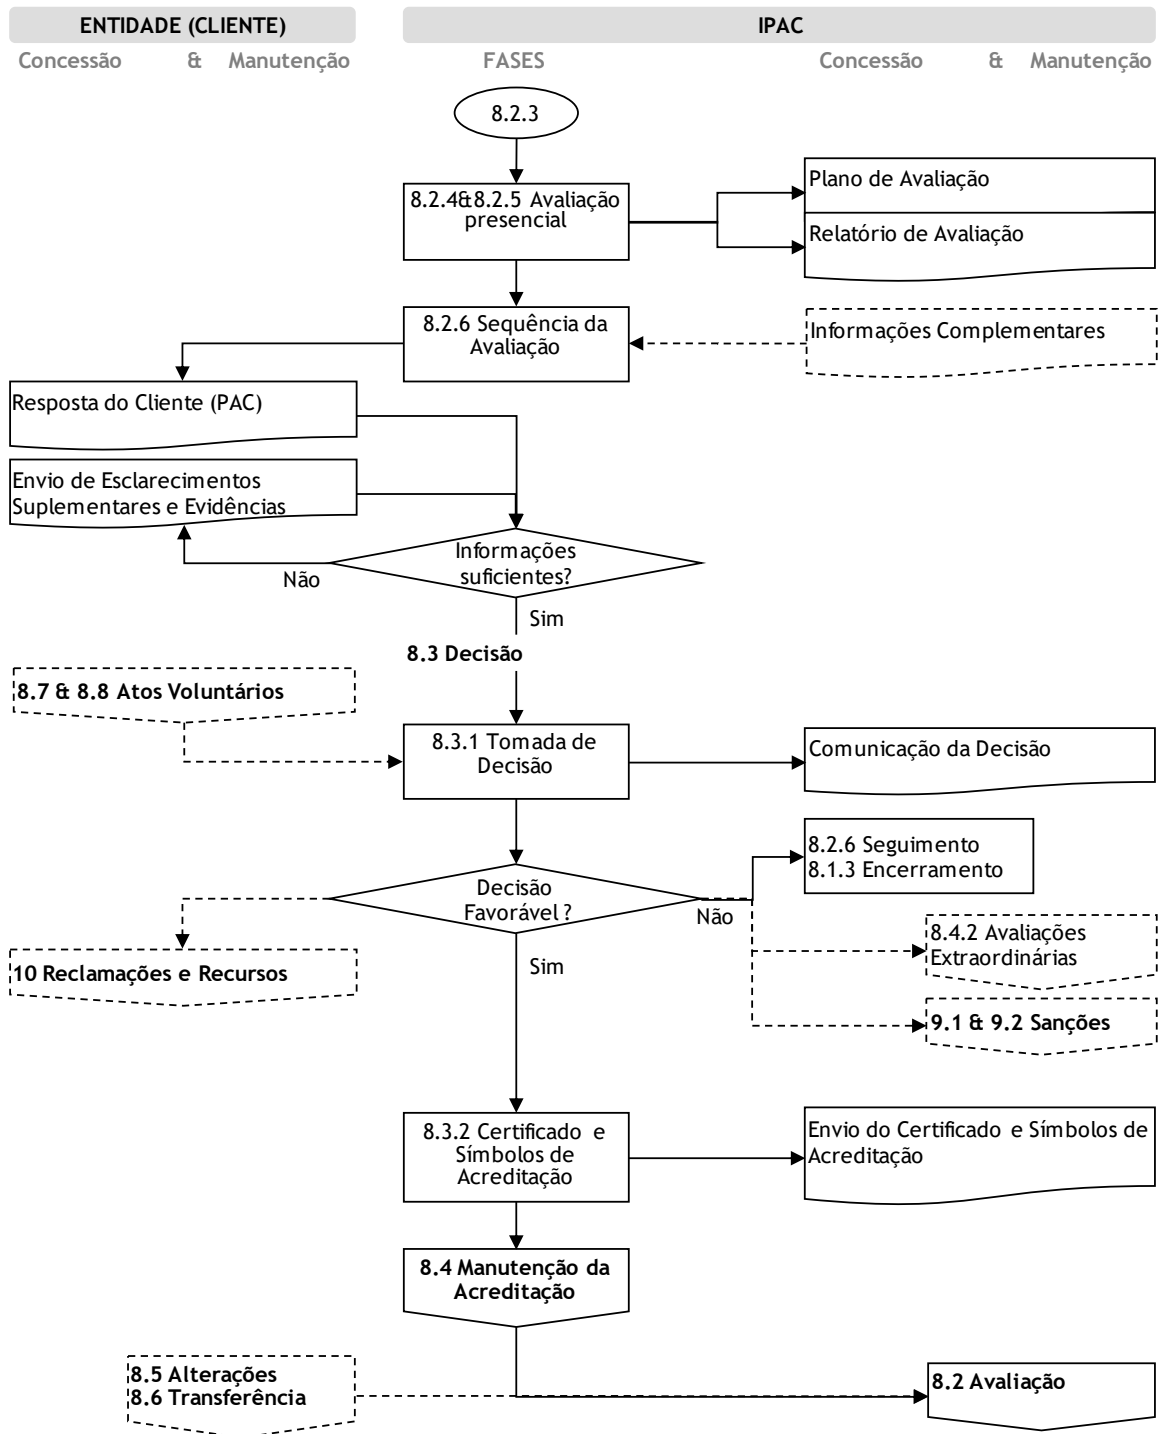 ENTIDADE (CLIENTE)
IPAC
Concessão & Manutenção
FASES
Concessão & Manutenção
8.2.3
8.2.4&8.2.5 Avaliação
presencial
Plano de Avaliação
Relatório de Avaliação
8.2.6 Sequência da
Avaliação
Informações Complementares
Resposta do Cliente (PAC)
Envio de Esclarecimentos
Suplementares e Evidências
Informações
suficientes?
Não
Sim
8.3 Decisão
8.7 & 8.8 Atos Voluntários
8.3.1 Tomada de
Decisão
Comunicação da Decisão
8.2.6 Seguimento
8.1.3 Encerramento
Decisão
Favorável ?
Não
8.4.2 Avaliações
Extraordinárias
10 Reclamações e Recursos
Sim
9.1 & 9.2 Sanções
8.3.2 Certificado e
Símbolos de
Acreditação
Envio do Certificado e Símbolos de
Acreditação
8.4 Manutenção da
Acreditação
8.5 Alterações
8.6 Transferência
8.2 Avaliação